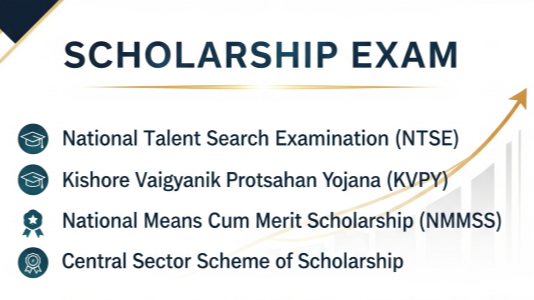 SCHOLARSHIP EXAM
National Talent Search Examination (NTSE)
Kishore Vaigyanik Protsahan Yojana (KVPY)
National Means Cum Merit Scholarship (NMMSS)
Central Sector Scheme of Scholarship